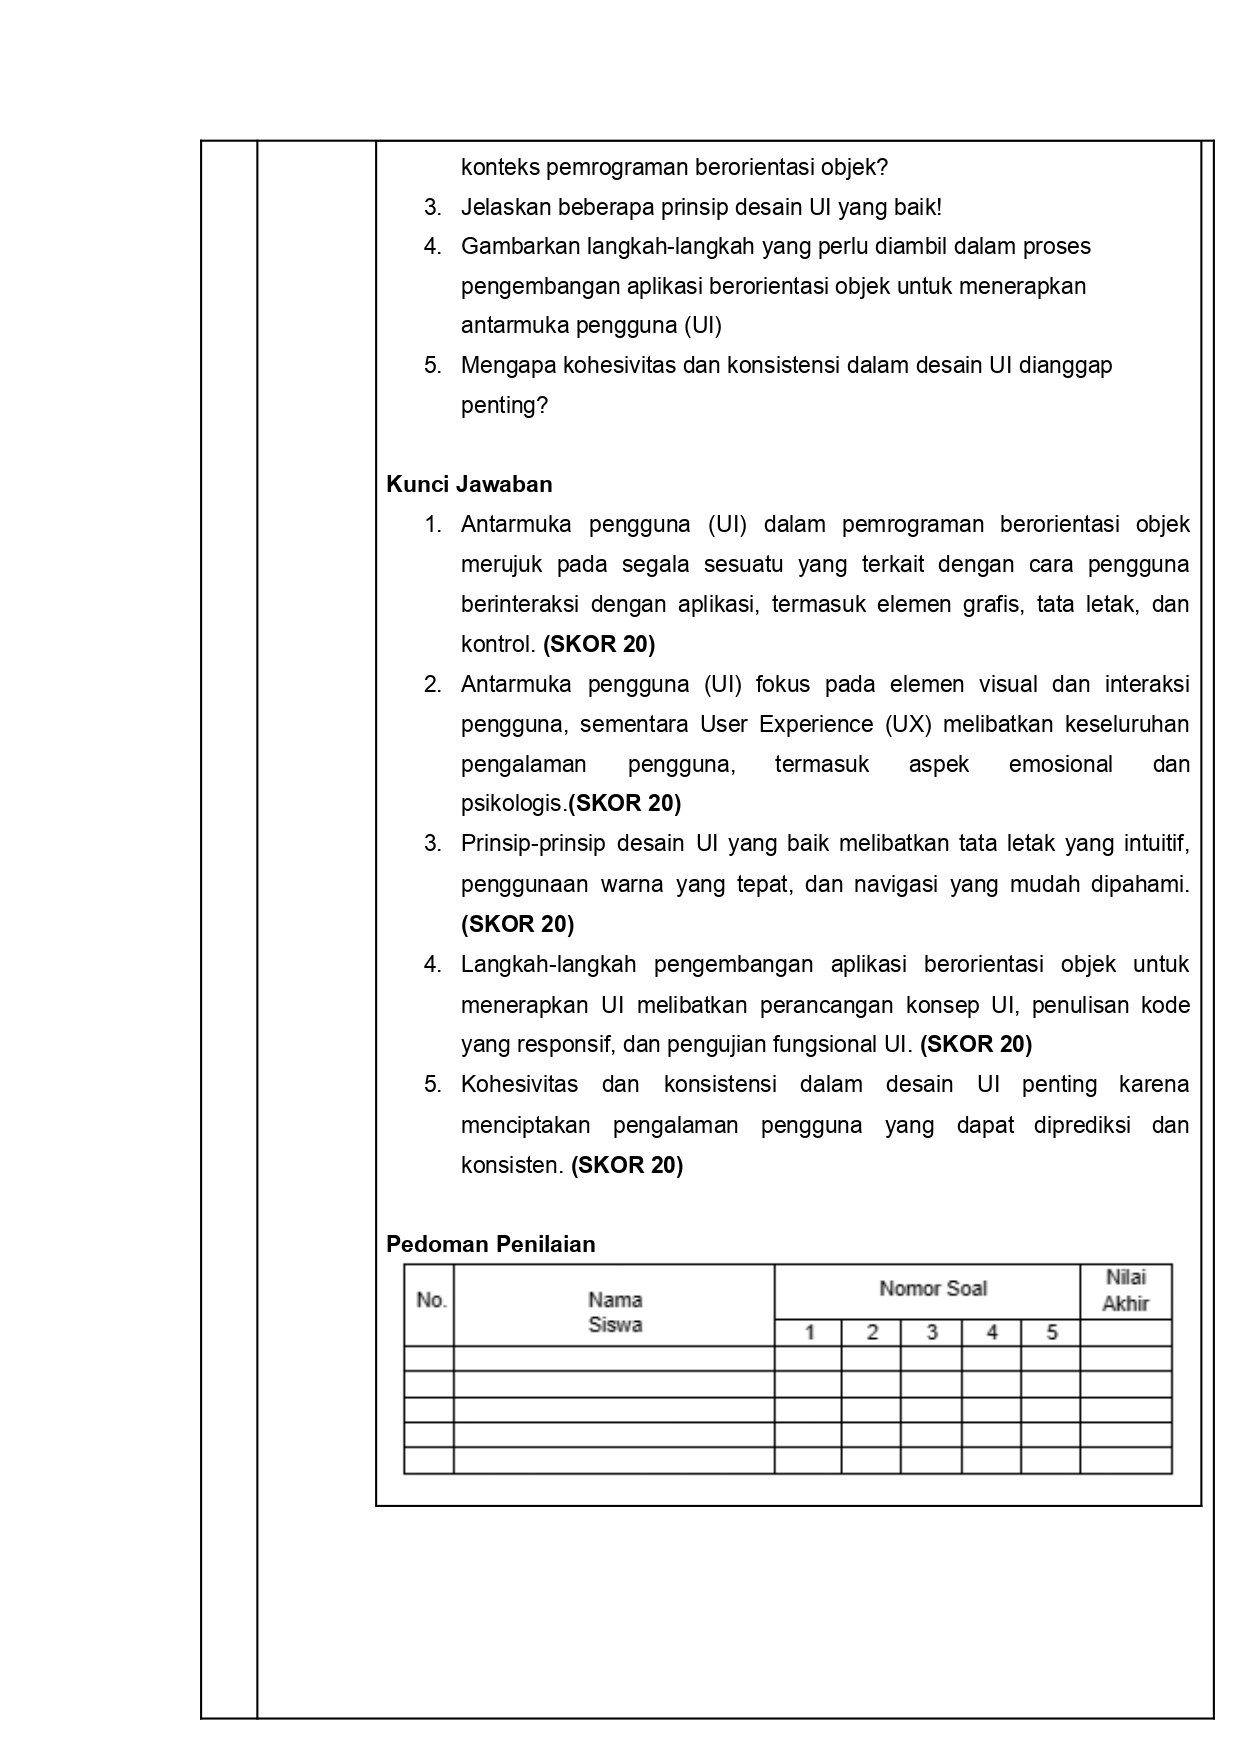 konteks pemrograman berorientasi objek?
3. Jelaskan beberapa prinsip desain UI yang baik!
4. Gambarkan langkah-langkah yang perlu diambil dalam proses
pengembangan aplikasi berorientasi objek untuk menerapkan
antarmuka pengguna (UI)
5. Mengapa kohesivitas dan konsistensi dalam desain UI dianggap
penting?
Kunci Jawaban
1. Antarmuka pengguna (UI) dalam pemrograman berorientasi objek
merujuk pada segala sesuatu yang terkait dengan cara pengguna
berinteraksi dengan aplikasi, termasuk elemen grafis, tata letak, dan
kontrol. (SKOR 20)
2. Antarmuka pengguna (UI) fokus pada elemen visual dan interaksi
pengguna, sementara User Experience (UX) melibatkan keseluruhan
pengalaman pengguna, termasuk aspek emosional dan
psikologis.(SKOR 20)
3. Prinsip-prinsip desain UI yang baik melibatkan tata letak yang intuitif,
penggunaan warna yang tepat, dan navigasi yang mudah dipahami.
(SKOR 20)
4. Langkah-langkah pengembangan aplikasi berorientasi objek untuk
menerapkan UI melibatkan perancangan konsep UI, penulisan kode
yang responsif, dan pengujian fungsional UI. (SKOR 20)
5. Kohesivitas dan konsistensi dalam desain UI penting karena
menciptakan pengalaman pengguna yang dapat diprediksi dan
konsisten. (SKOR 20)
Pedoman Penilaian
No. Nama Siswa Nomor Soal Nilai Akhir
1 2 3 4 5